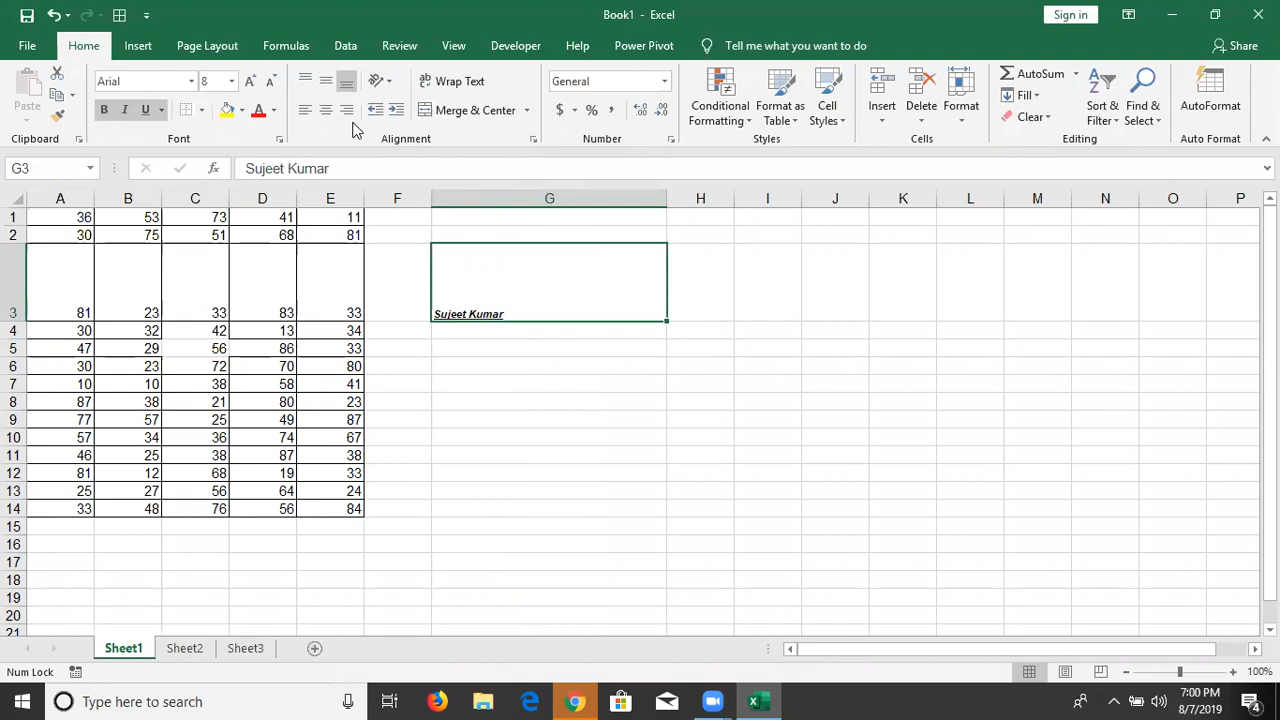 Book1 - Excel
Sign in
File Home Insert Page Layout Formulas Data Review View Developer Help Power Pivot Tell me what you want to do Share
Paste
Arial 8
B I U
Wrap Text
Merge & Center
General
$ %
Conditional Formatting
Format as Table
Cell Styles
Insert
Delete
Format
AutoSum
Fill
Clear
Sort & Filter
Find & Select
AutoFormat
Clipboard Font Alignment Number Styles Cells Editing Auto Format
G3 fx Sujeet Kumar
A B C D E F G H I J K L M N O P
1 36 53 73 41 11
2 30 75 51 68 81
3 81 23 33 83 33 Sujeet Kumar
4 30 32 42 13 34
5 47 29 56 86 33
6 30 23 72 70 80
7 10 10 38 58 41
8 87 38 21 80 23
9 77 57 25 49 87
10 57 34 36 74 67
11 46 25 38 87 38
12 81 12 68 19 33
13 25 27 56 64 24
14 33 48 76 56 84
15
16
17
18
19
20
21
Sheet1 Sheet2 Sheet3
Num Lock 100%
Type here to search
7:00 PM
8/7/2019
4